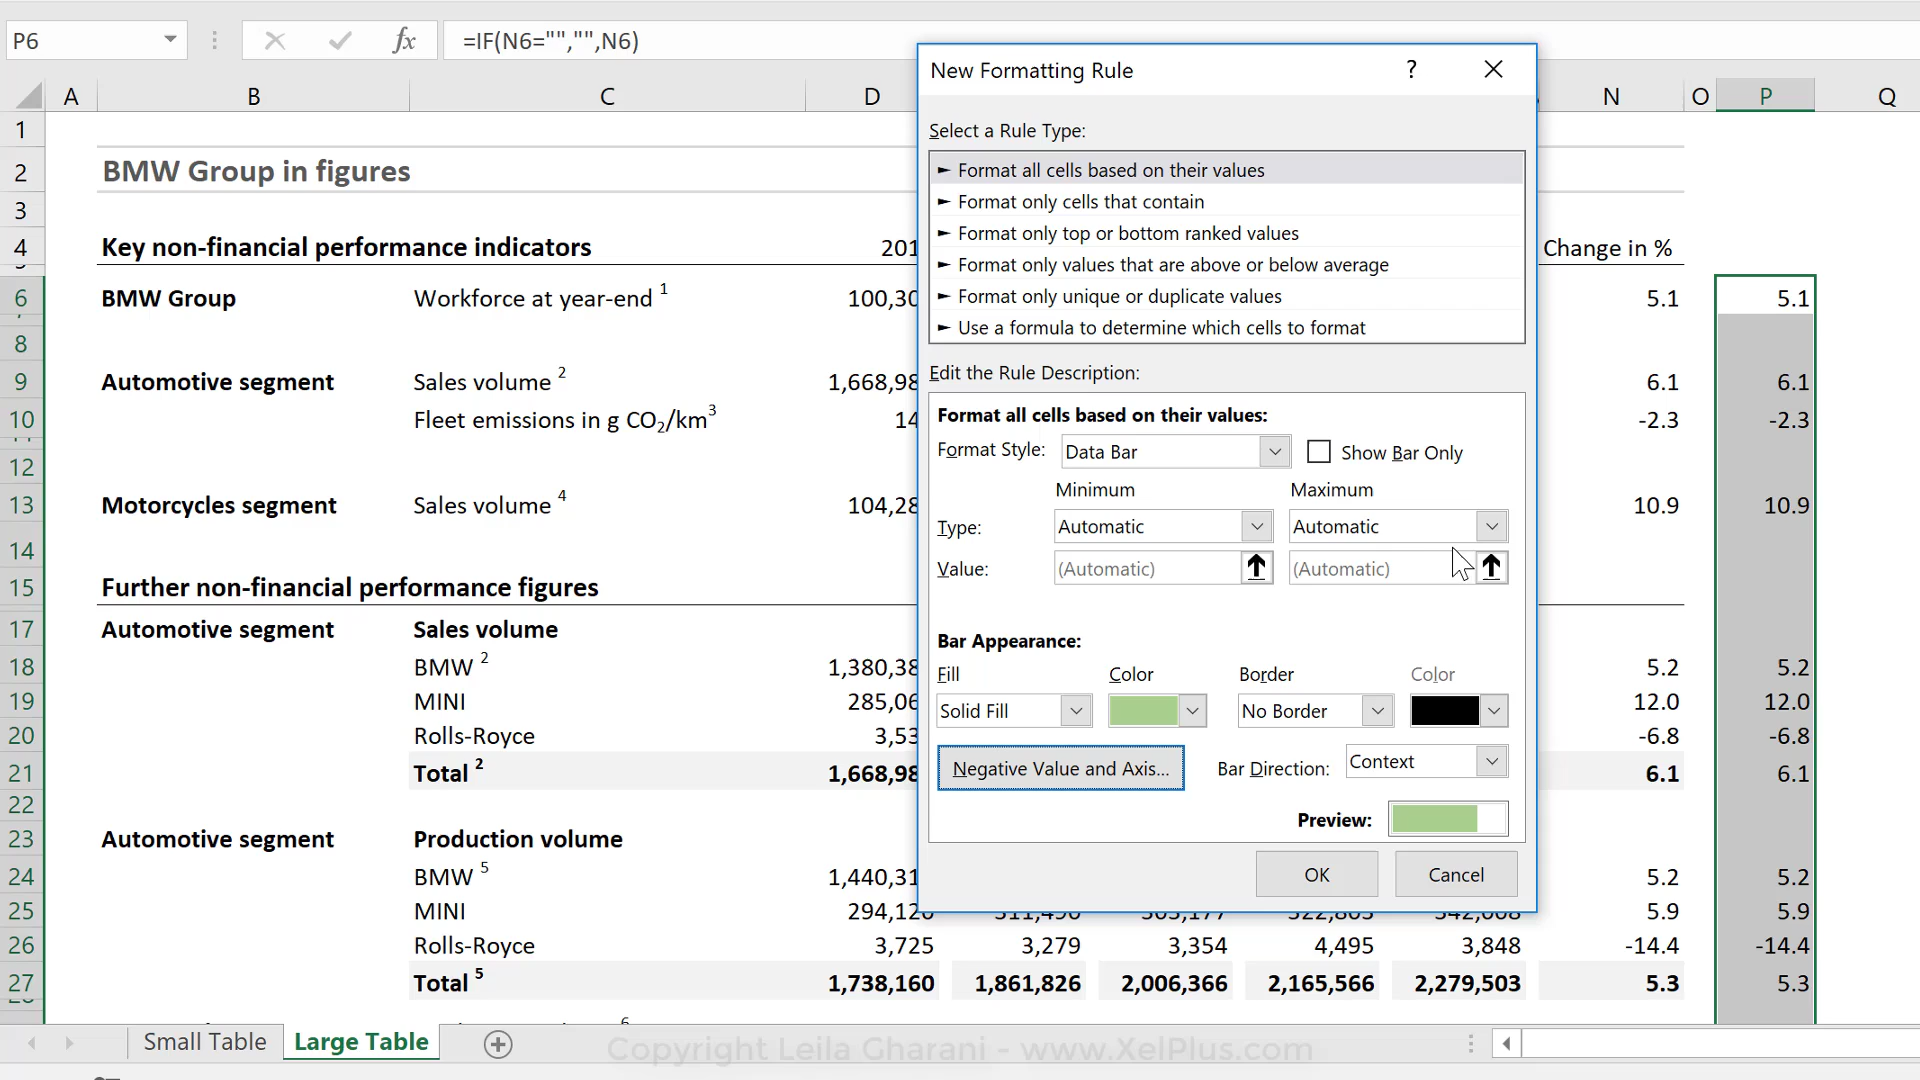 P6 fx =IF(N6="","",N6)
New Formatting Rule ? 
A B C D N O P Q
Select a Rule Type:
► Format all cells based on their values
► Format only cells that contain
► Format only top or bottom ranked values
► Format only values that are above or below average
► Format only unique or duplicate values
► Use a formula to determine which cells to format
Edit the Rule Description:
Format all cells based on their values:
Format Style: Data Bar Show Bar Only
Minimum Maximum
Type: Automatic Automatic
Value: (Automatic) (Automatic)
Bar Appearance:
Fill Color Border Color
Solid Fill No Border
Negative Value and Axis... Bar Direction: Context
Preview:
OK Cancel
1
2 BMW Group in figures
3
4 Key non-financial performance indicators 201 Change in %
6 BMW Group Workforce at year-end 1 100,30 5.1 5.1
8
9 Automotive segment Sales volume 2 1,668,98 6.1 6.1
10 Fleet emissions in g CO2/km3 14 -2.3 -2.3
12
13 Motorcycles segment Sales volume 4 104,28 10.9 10.9
14
15 Further non-financial performance figures
17 Automotive segment Sales volume
18 BMW 2 1,380,38 5.2 5.2
19 MINI 285,06 12.0 12.0
20 Rolls-Royce 3,53 -6.8 -6.8
21 Total 2 1,668,98 6.1 6.1
22
23 Automotive segment Production volume
24 BMW 5 1,440,31 5.2 5.2
25 MINI 294,120 5.9 5.9
26 Rolls-Royce 3,725 3,279 3,354 4,495 3,848 -14.4 -14.4
27 Total 5 1,738,160 1,861,826 2,006,366 2,165,566 2,279,503 5.3 5.3
6
Small Table Large Table
Copyright Leila Gharani - www.XelPlus.com